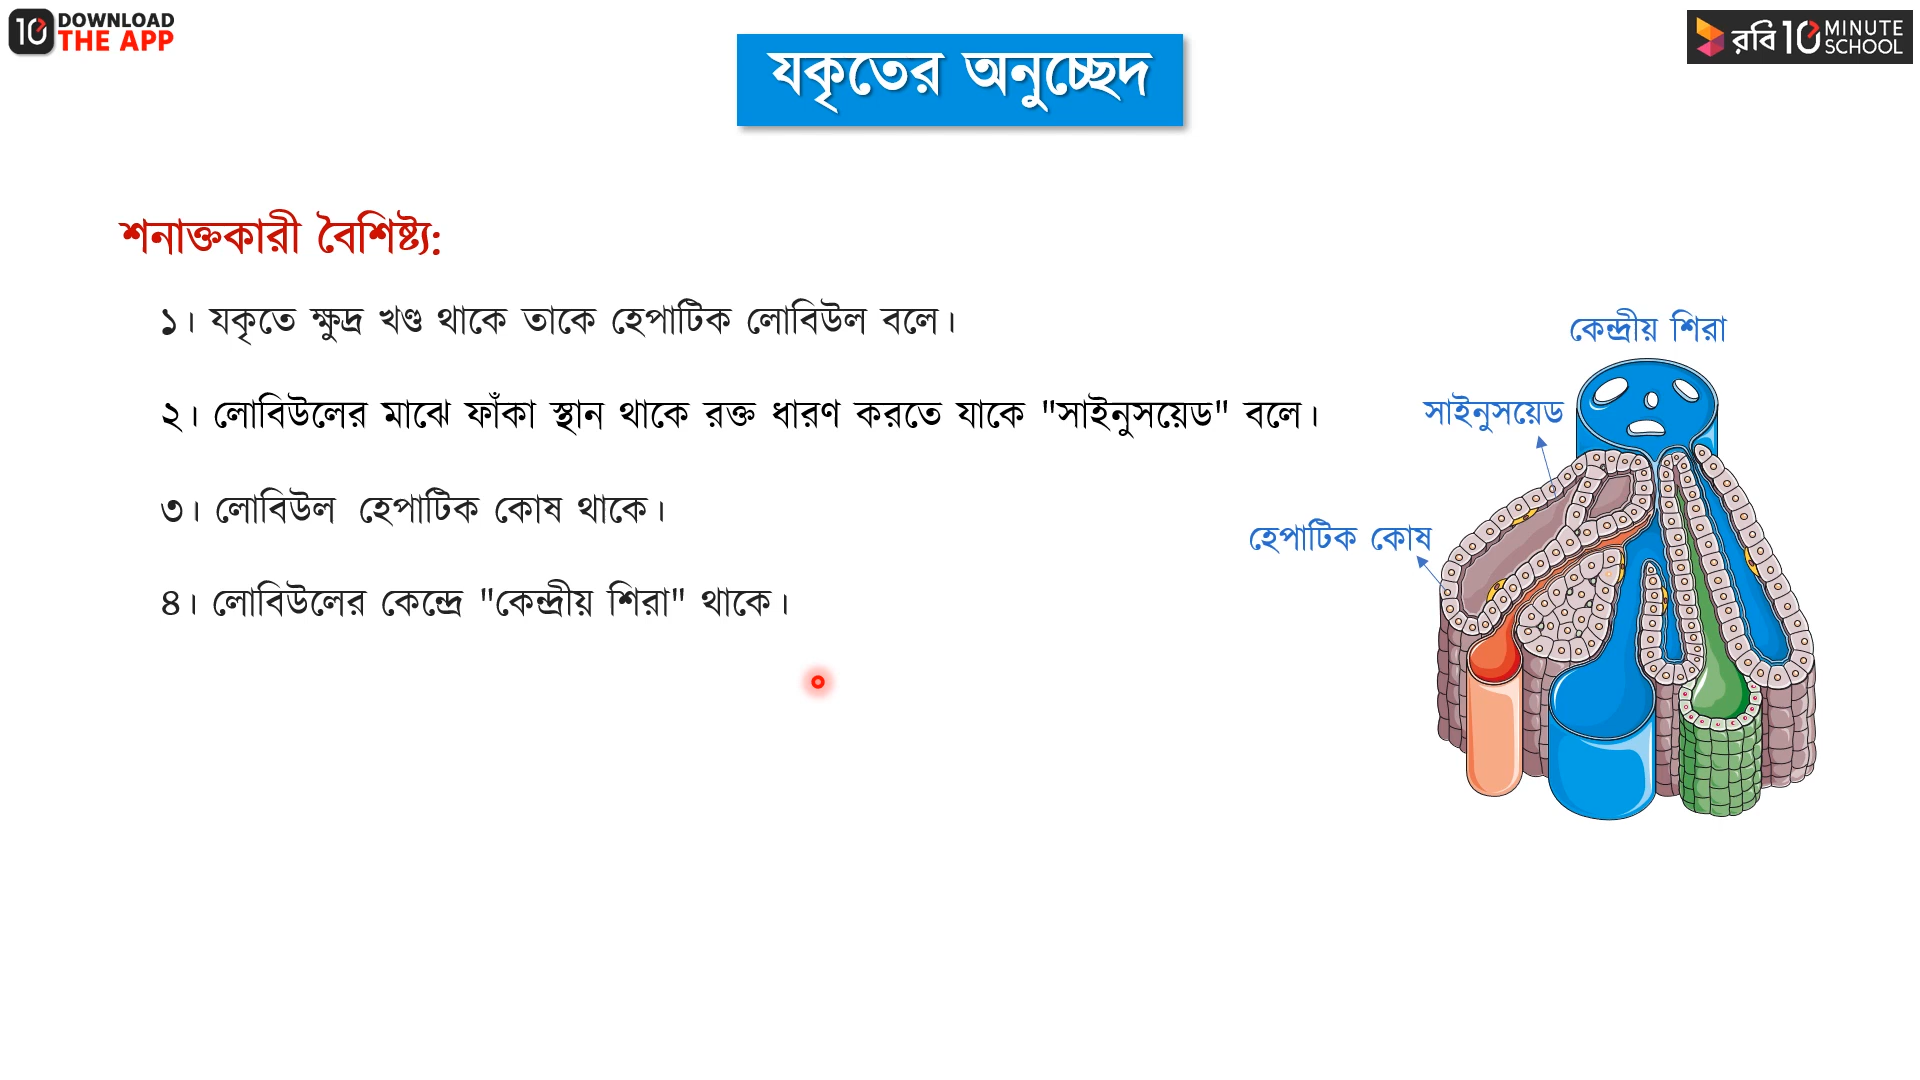 10 DOWNLOAD
THE APP
রবি 10 MINUTE
SCHOOL
যকৃতের অনুচ্ছেদ
শনাক্তকারী বৈশিষ্ট্য:
১। যকৃতে ক্ষুদ্র খণ্ড থাকে তাকে হেপাটিক লোবিউল বলে।
২। লোবিউলের মাঝে ফাঁকা স্থান থাকে রক্ত ধারণ করতে যাকে "সাইনুসয়েড" বলে।
৩। লোবিউল হেপাটিক কোষ থাকে।
৪। লোবিউলের কেন্দ্রে "কেন্দ্রীয় শিরা" থাকে।
কেন্দ্রীয় শিরা
সাইনুসয়েড
হেপাটিক কোষ